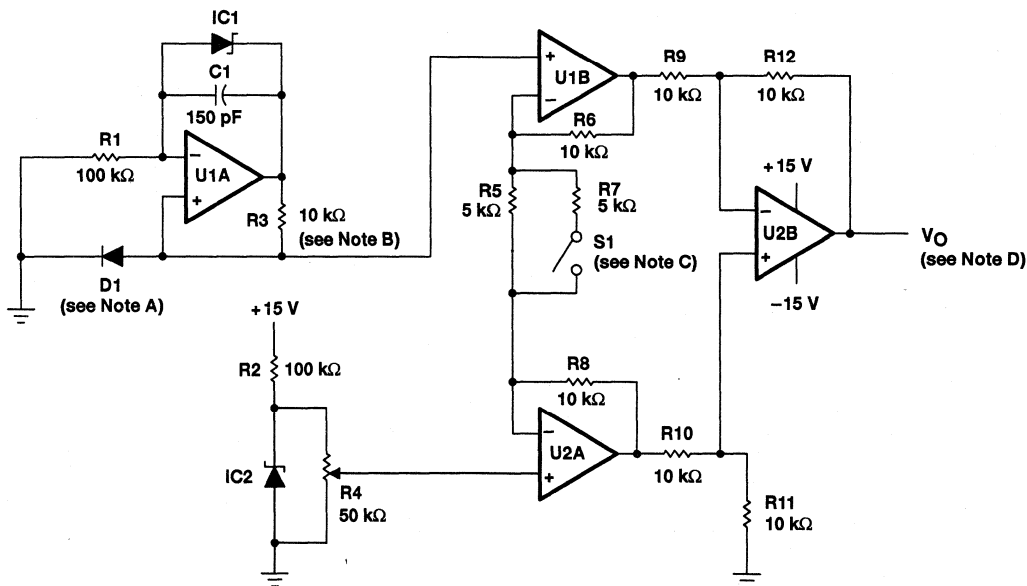 IC1
C1
150 pF
R1
100 kΩ
−
U1A
+
R3
10 kΩ
(see Note B)
D1
(see Note A)
+15 V
R2
100 kΩ
IC2
R4
50 kΩ
+
U1B
−
R6
10 kΩ
R5
5 kΩ
R7
5 kΩ
S1
(see Note C)
R8
10 kΩ
−
U2A
+
R9
10 kΩ
R12
10 kΩ
+15 V
−
U2B
+
−15 V
VO
(see Note D)
R10
10 kΩ
R11
10 kΩ